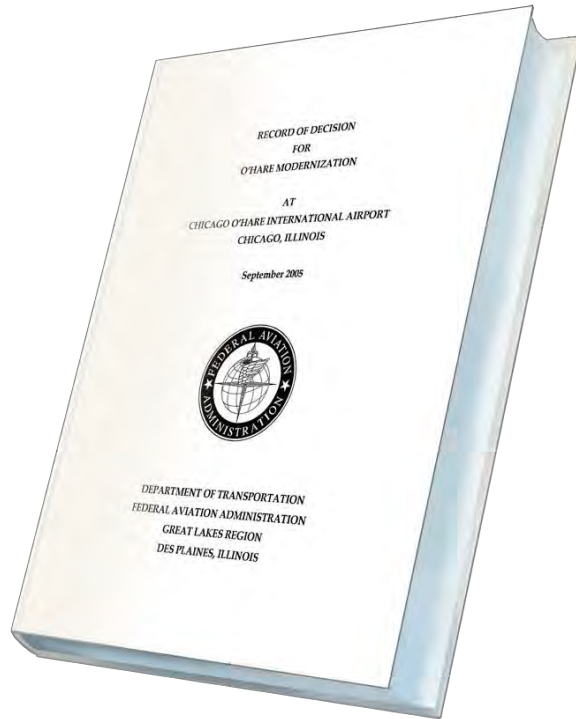 RECORD OF DECISION
FOR
O'HARE MODERNIZATION
AT
CHICAGO O'HARE INTERNATIONAL AIRPORT
CHICAGO, ILLINOIS
September 2005
FEDERAL AVIATION
ADMINISTRATION
DEPARTMENT OF TRANSPORTATION
FEDERAL AVIATION ADMINISTRATION
GREAT LAKES REGION
DES PLAINES, ILLINOIS